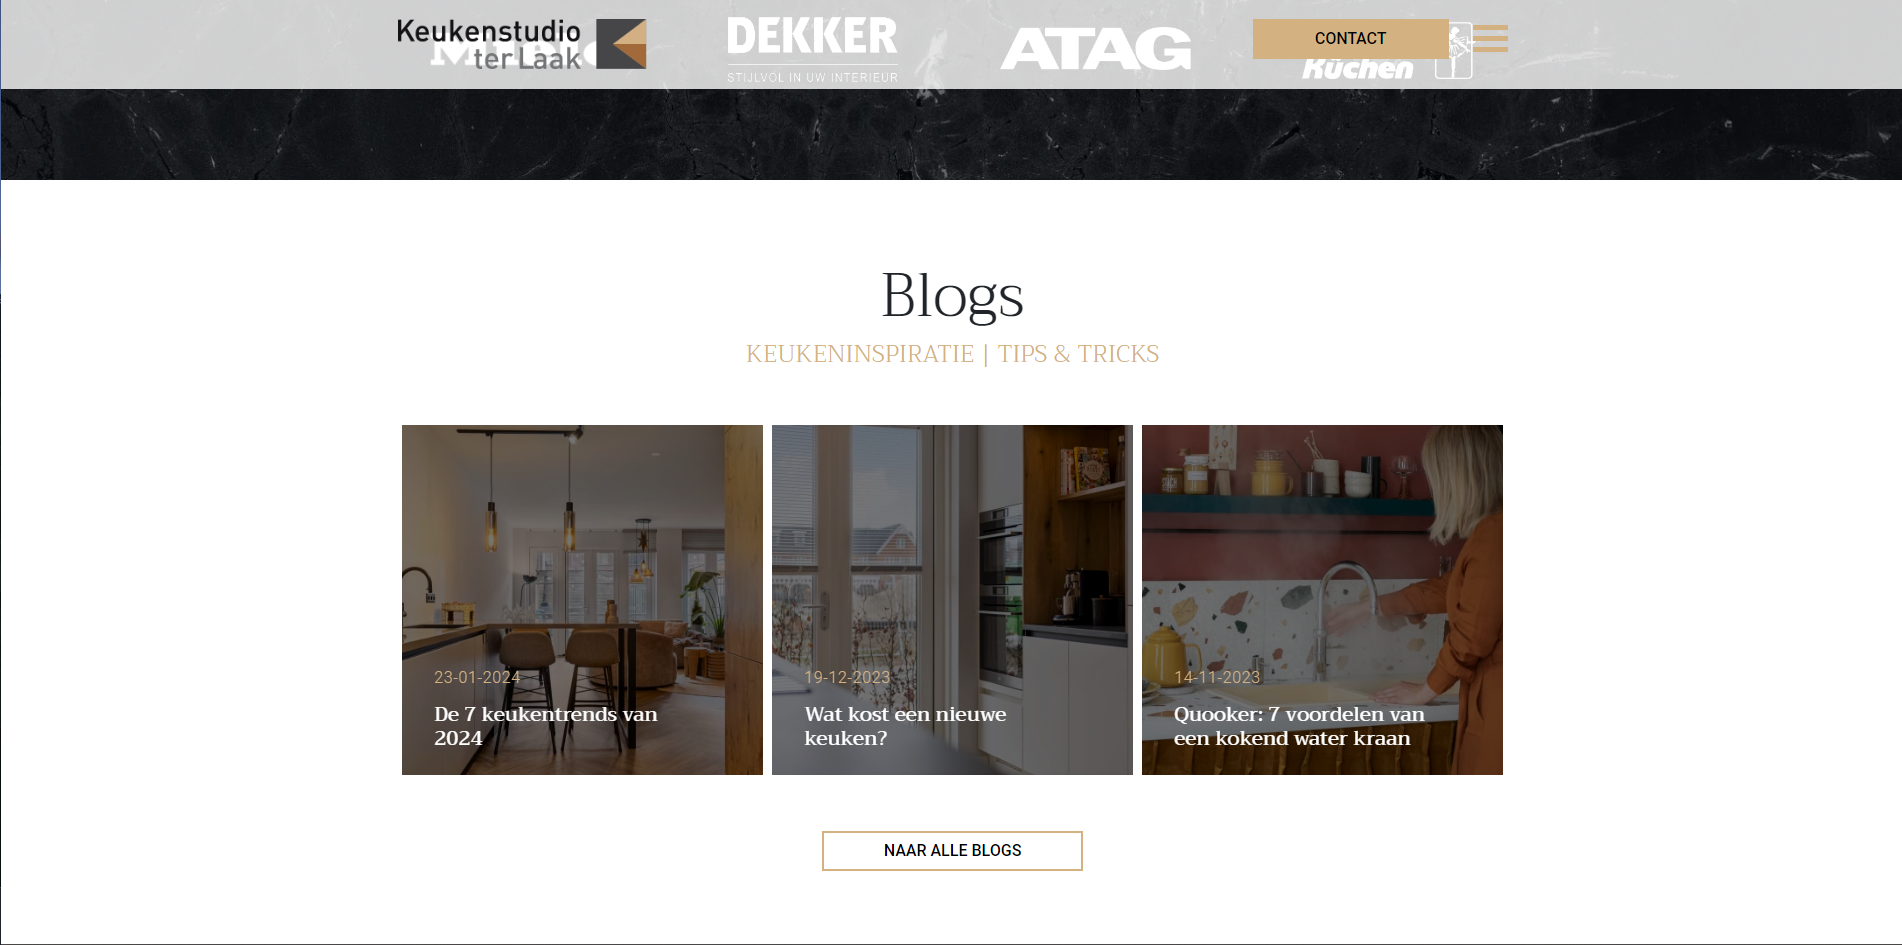 Keukenstudio
ter Laak
DEKKER
STIJLVOL IN UW INTERIEUR
ATAG
CONTACT
Küchen
Blogs
KEUKENINSPIRATIE | TIPS & TRICKS
23-01-2024
De 7 keukentrends van
2024
19-12-2023
Wat kost een nieuwe
keuken?
14-11-2023
Quooker: 7 voordelen van
een kokend water kraan
NAAR ALLE BLOGS